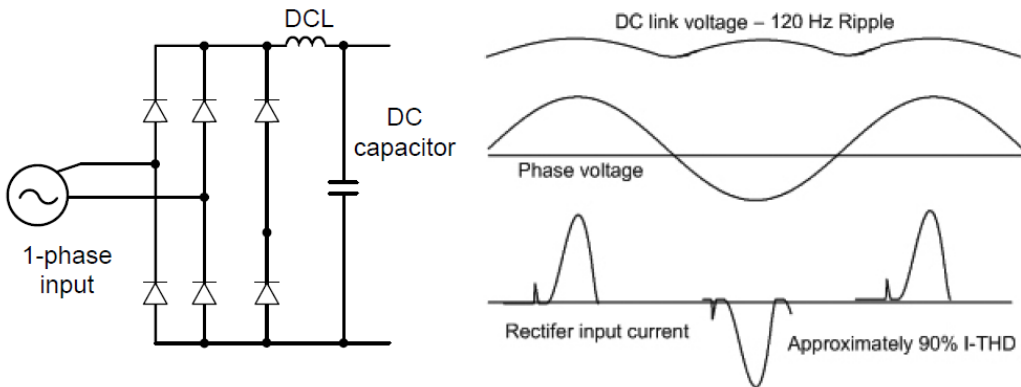 DCL
DC
capacitor
1-phase
input
DC link voltage – 120 Hz Ripple
Phase voltage
Rectifer input current
Approximately 90% I-THD